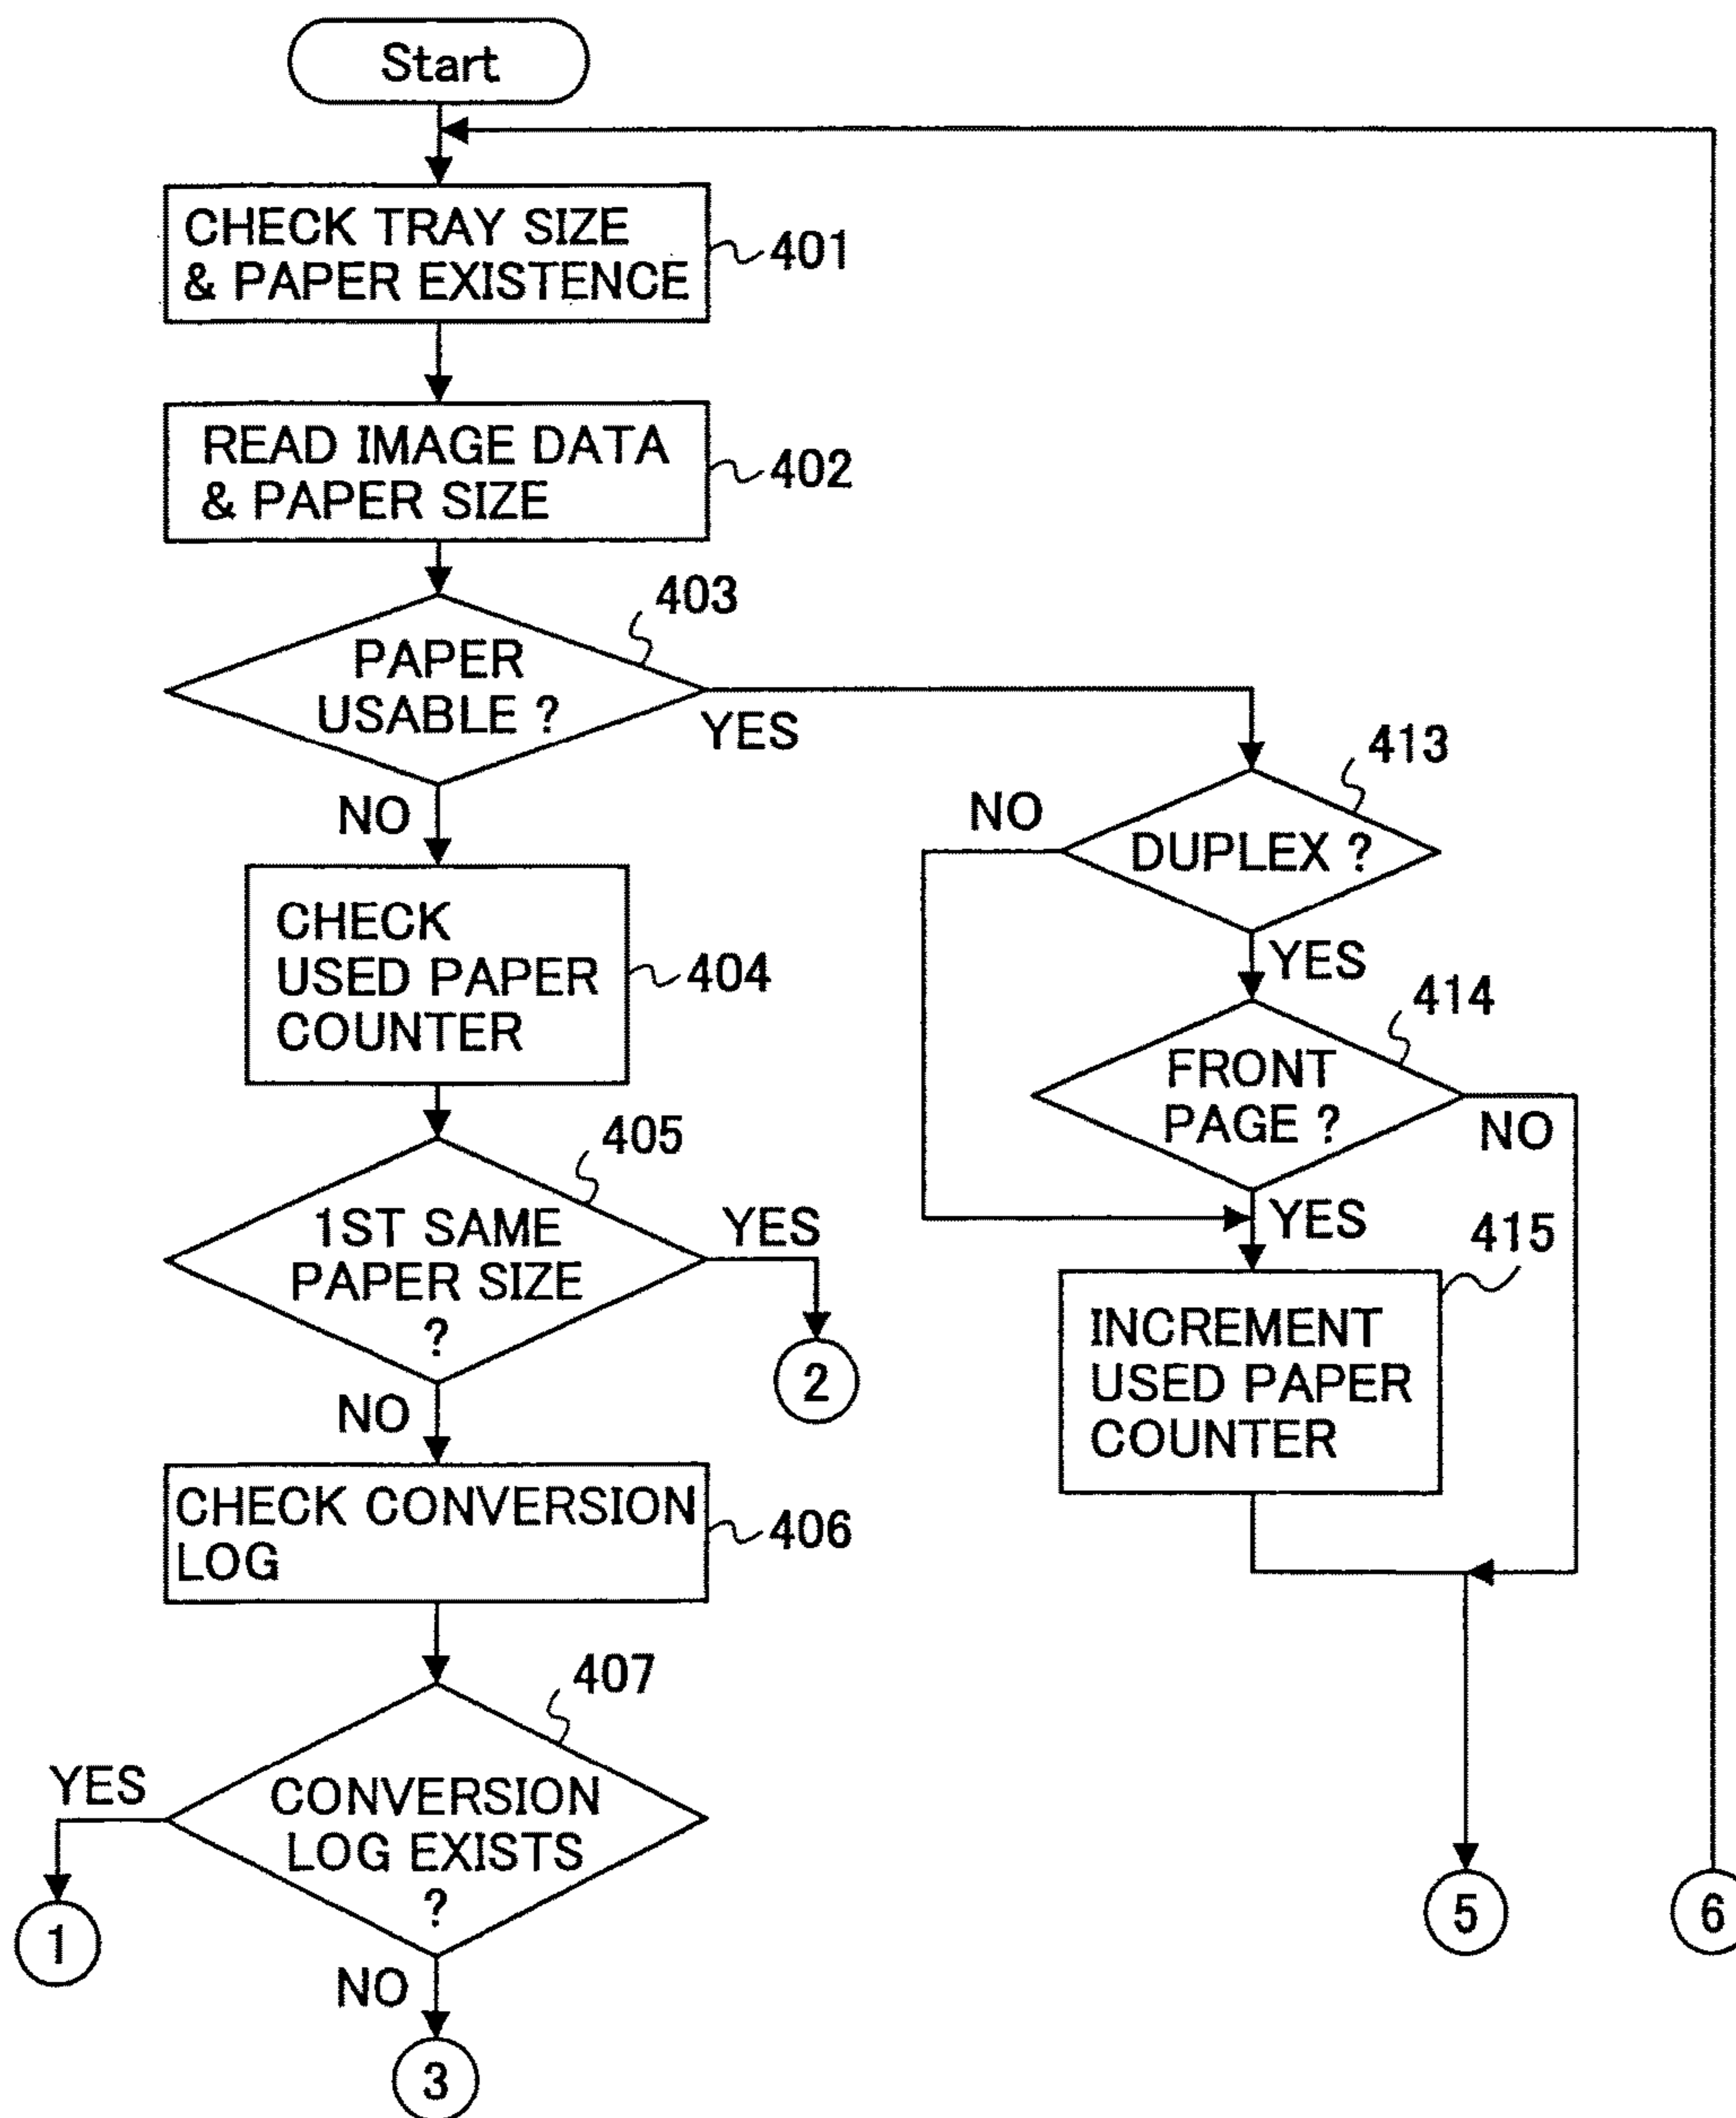 Start
CHECK TRAY SIZE
& PAPER EXISTENCE
401
READ IMAGE DATA
& PAPER SIZE
402
403
PAPER
USABLE ?
YES
NO
CHECK
USED PAPER
COUNTER
404
405
1ST SAME
PAPER SIZE
?
YES
2
NO
CHECK CONVERSION
LOG
406
407
CONVERSION
LOG EXISTS
?
YES
1
NO
3
413
DUPLEX ?
NO
YES
414
FRONT
PAGE ?
NO
YES
415
INCREMENT
USED PAPER
COUNTER
5
6